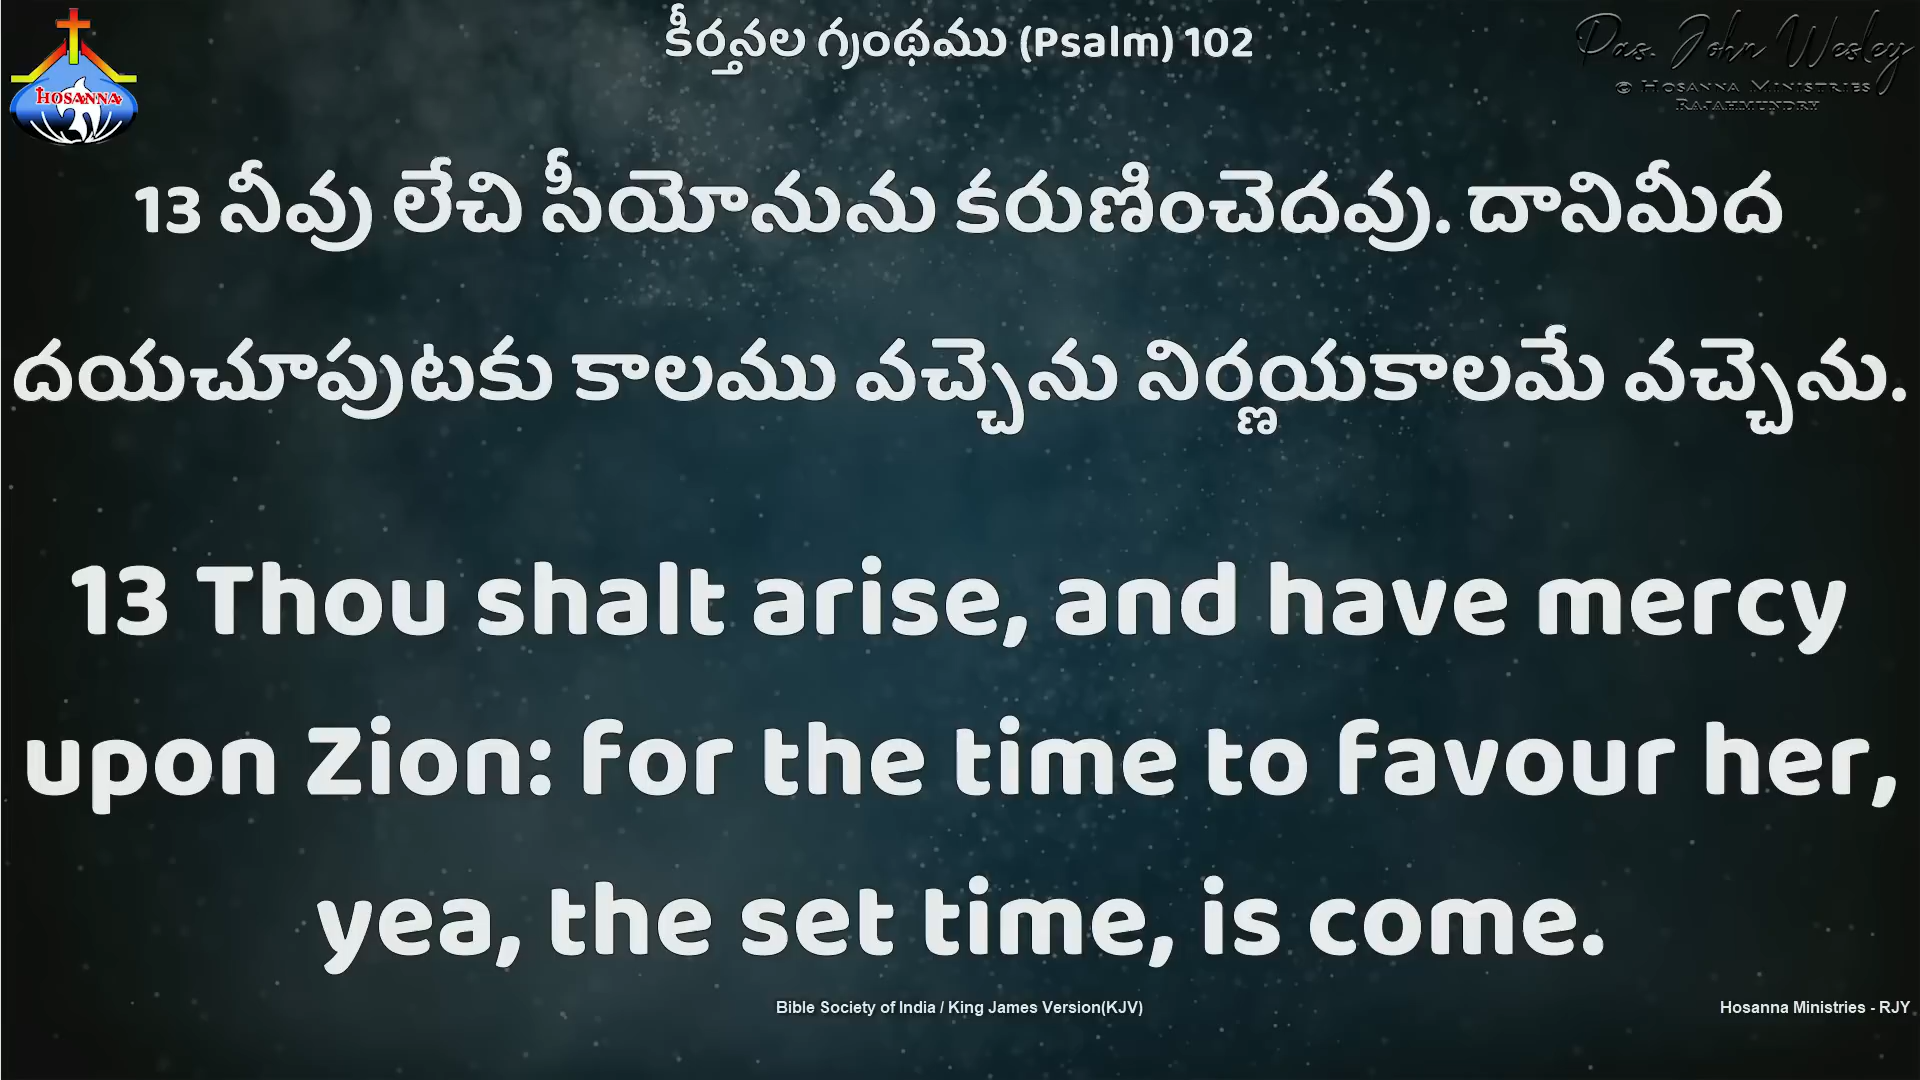 కీర్తనల గ్రంథము (Psalm) 102
HOSANNA
Pas. John Wesley
© HOSANNA MINISTRIES
RAJAHMUNDRY
13 నీవు లేచి సీయోనును కరుణించెదవు. దానిమీద
దయచూపుటకు కాలము వచ్చెను నిర్ణయకాలమే వచ్చెను.
13 Thou shalt arise, and have mercy
upon Zion: for the time to favour her,
yea, the set time, is come.
Bible Society of India / King James Version(KJV)
Hosanna Ministries - RJY